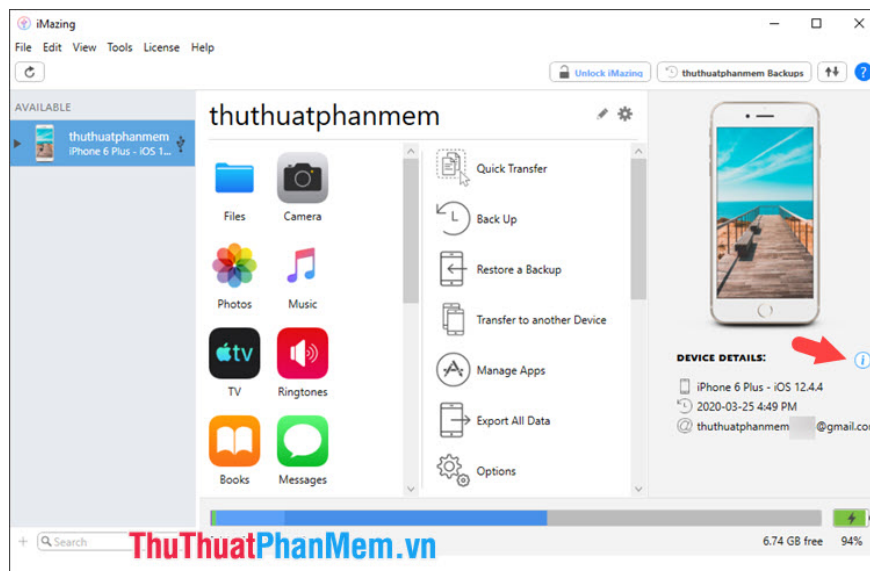 iMazing
File Edit View Tools License Help
Unlock iMazing
thuthuatphanmem Backups
?
AVAILABLE
thuthuatphanmem
iPhone 6 Plus - iOS 1...
thuthuatphanmem
Files
Camera
Photos
Music
tv
TV
Ringtones
Books
Messages
Quick Transfer
Back Up
Restore a Backup
Transfer to another Device
Manage Apps
Export All Data
Options
DEVICE DETAILS:
i
iPhone 6 Plus - iOS 12.4.4
2020-03-25 4:49 PM
thuthuatphanmem @gmail.co
Search
ThuThuatPhanMem.vn
6.74 GB free
94%